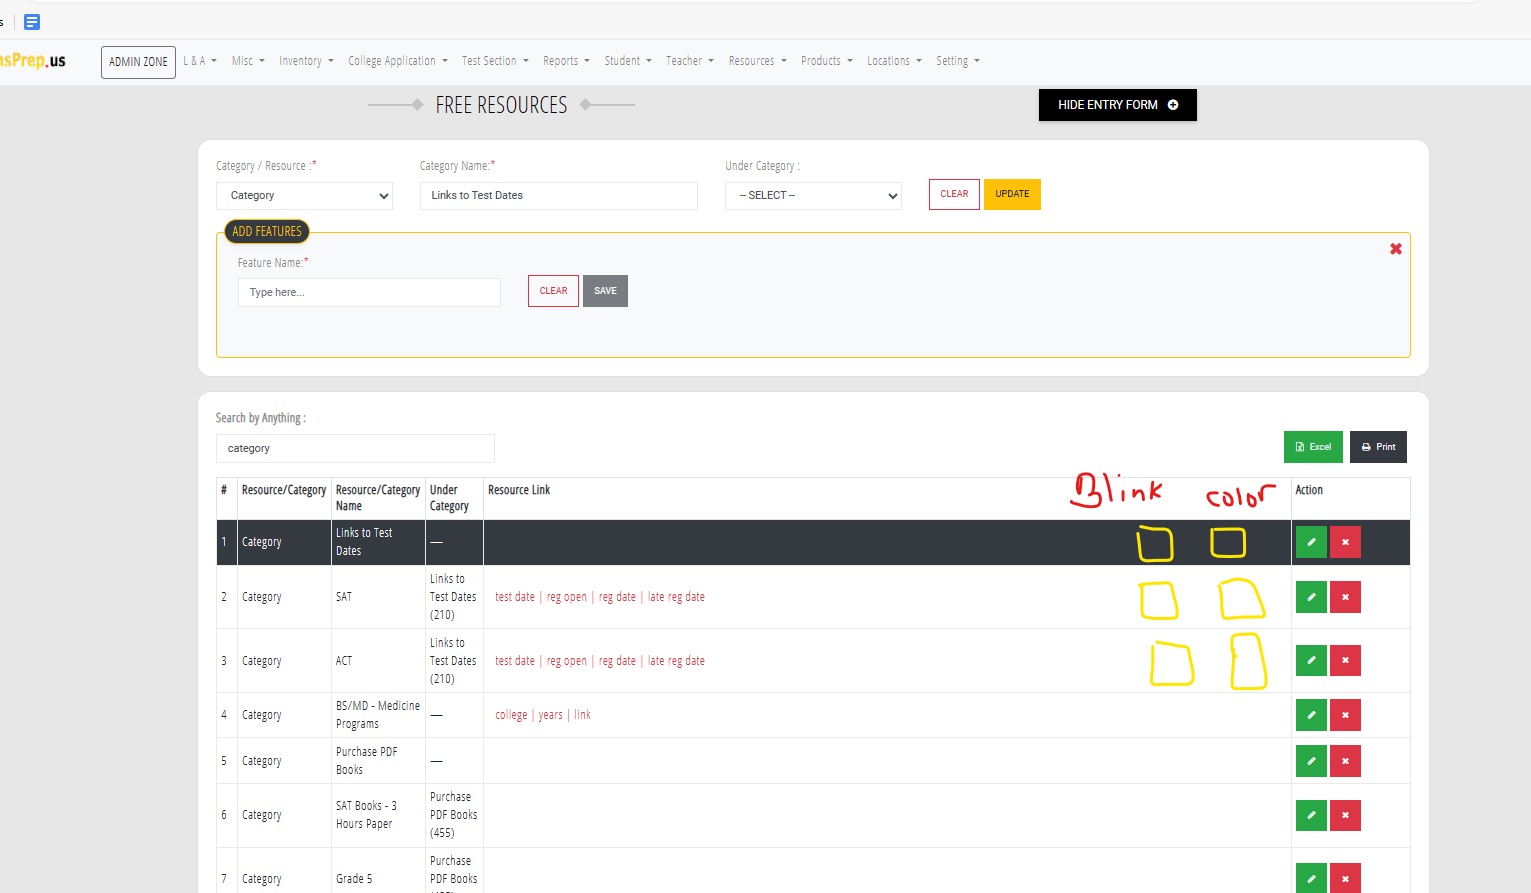 sPrep.us
ADMIN ZONE L & A Misc Inventory College Application Test Section Reports Student Teacher Resources Products Locations Setting
FREE RESOURCES
HIDE ENTRY FORM
Category / Resource :*
Category Name:*
Under Category :
Category
Links to Test Dates
-- SELECT --
CLEAR
UPDATE
ADD FEATURES
Feature Name:*
Type here...
CLEAR
SAVE
Search by Anything :
category
Excel
Print
Blink color
# Resource/Category Resource/Category Name Under Category Resource Link Action
1 Category Links to Test Dates —
2 Category SAT Links to Test Dates (210) test date | reg open | reg date | late reg date
3 Category ACT Links to Test Dates (210) test date | reg open | reg date | late reg date
4 Category BS/MD - Medicine Programs — college | years | link
5 Category Purchase PDF Books —
6 Category SAT Books - 3 Hours Paper Purchase PDF Books (455)
7 Category Grade 5 Purchase PDF Books